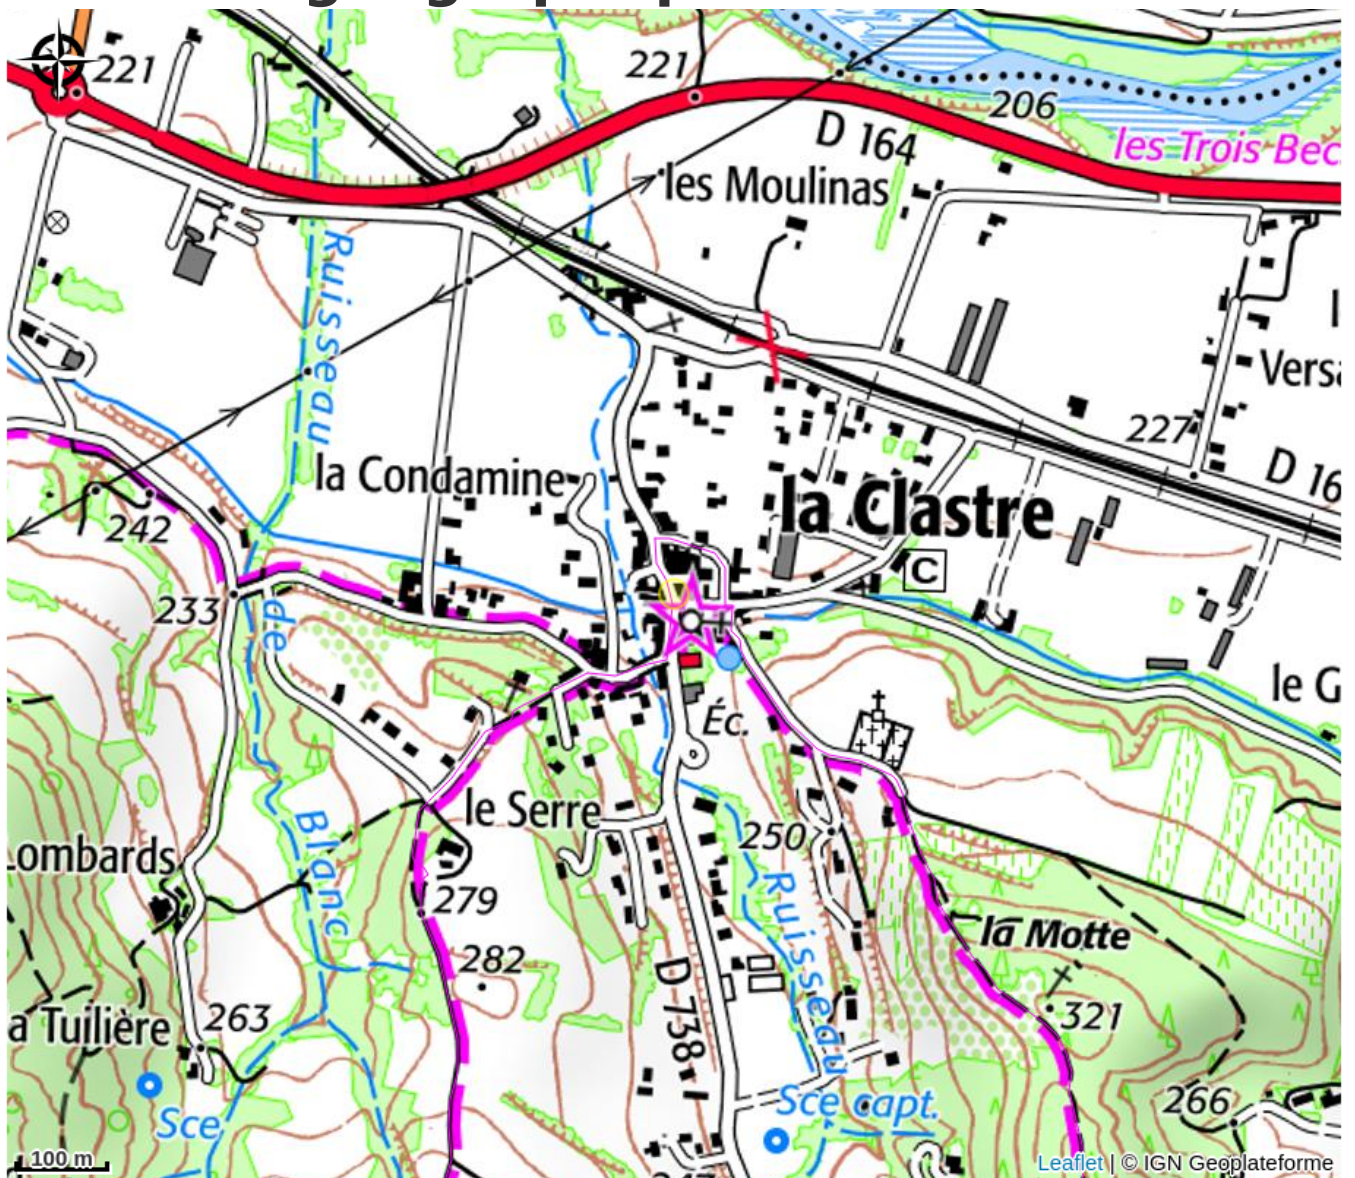 221
221
206
D 164
les Trois Bec
les Moulinas
Ruisseau
Versa
227
D 16
la Condamine
la Clastre
242
C
233
de
le G
Éc.
le Serre
250
Blanc
Lombards
279
Ruisseau
la Motte
282
D 738
321
a Tuilière
263
266
Sce
Sce capt.
100 m
Leaflet | © IGN Geoplateforme